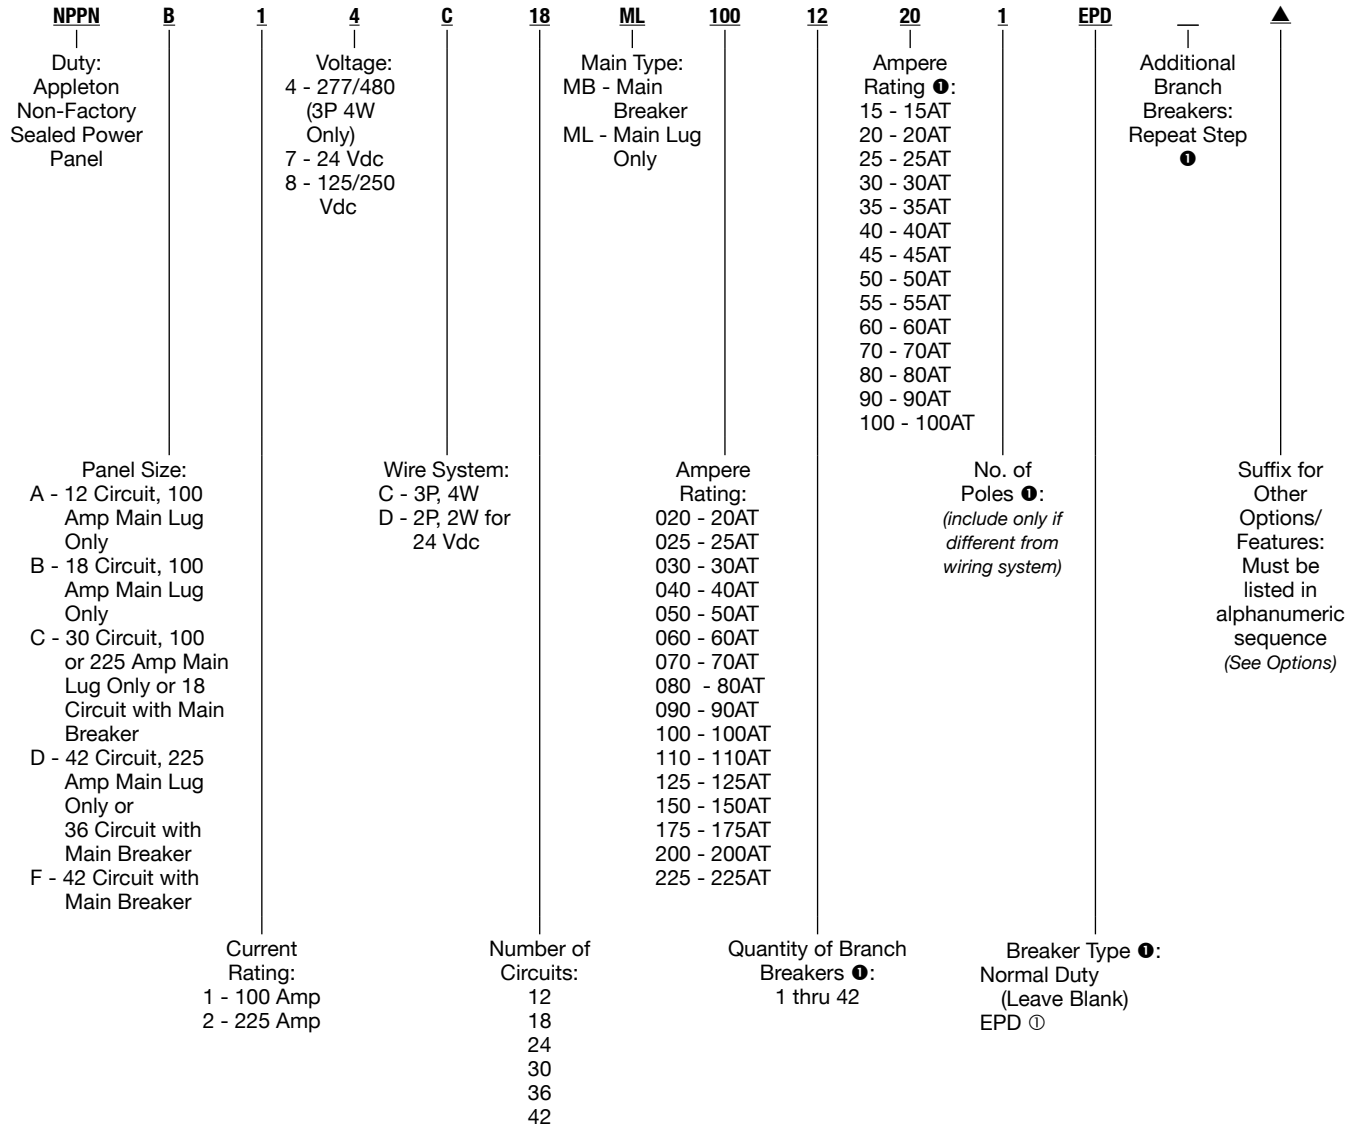 NPPN B 1 4 C 18 ML 100 12 20 1 EPD __ ▲
Duty:
Appleton
Non-Factory
Sealed Power
Panel
Voltage:
4 - 277/480
(3P 4W
Only)
7 - 24 Vdc
8 - 125/250
Vdc
Main Type:
MB - Main
Breaker
ML - Main Lug
Only
Ampere
Rating ❶:
15 - 15AT
20 - 20AT
25 - 25AT
30 - 30AT
35 - 35AT
40 - 40AT
45 - 45AT
50 - 50AT
55 - 55AT
60 - 60AT
70 - 70AT
80 - 80AT
90 - 90AT
100 - 100AT
Additional
Branch
Breakers:
Repeat Step
❶
Panel Size:
A - 12 Circuit, 100
Amp Main Lug
Only
B - 18 Circuit, 100
Amp Main Lug
Only
C - 30 Circuit, 100
or 225 Amp Main
Lug Only or 18
Circuit with Main
Breaker
D - 42 Circuit, 225
Amp Main Lug
Only or
36 Circuit with
Main Breaker
F - 42 Circuit with
Main Breaker
Wire System:
C - 3P, 4W
D - 2P, 2W for
24 Vdc
Ampere
Rating:
020 - 20AT
025 - 25AT
030 - 30AT
040 - 40AT
050 - 50AT
060 - 60AT
070 - 70AT
080 - 80AT
090 - 90AT
100 - 100AT
110 - 110AT
125 - 125AT
150 - 150AT
175 - 175AT
200 - 200AT
225 - 225AT
No. of
Poles ❶:
(include only if
different from
wiring system)
Suffix for
Other
Options/
Features:
Must be
listed in
alphanumeric
sequence
(See Options)
Current
Rating:
1 - 100 Amp
2 - 225 Amp
Number of
Circuits:
12
18
24
30
36
42
Quantity of Branch
Breakers ❶:
1 thru 42
Breaker Type ❶:
Normal Duty
(Leave Blank)
EPD ①